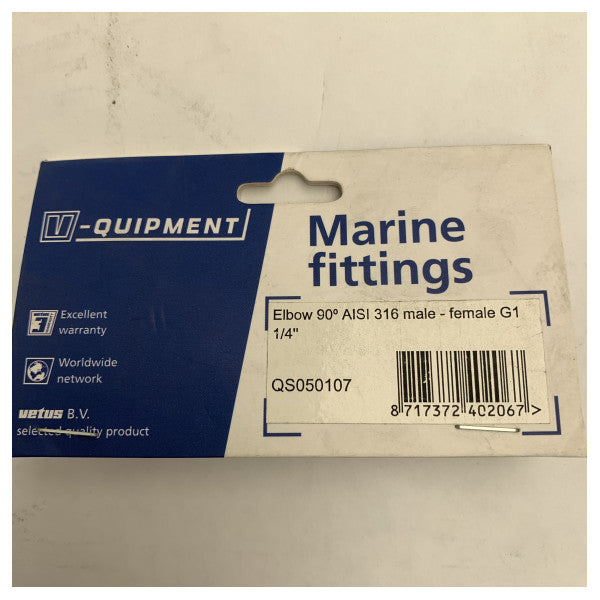 V-QUIPMENT
Marine
fittings
Excellent
warranty
Worldwide
network
vetus B.V.
selected quality product
Elbow 90º AISI 316 male - female G1
1/4"
QS050107
8 717372 402067 >